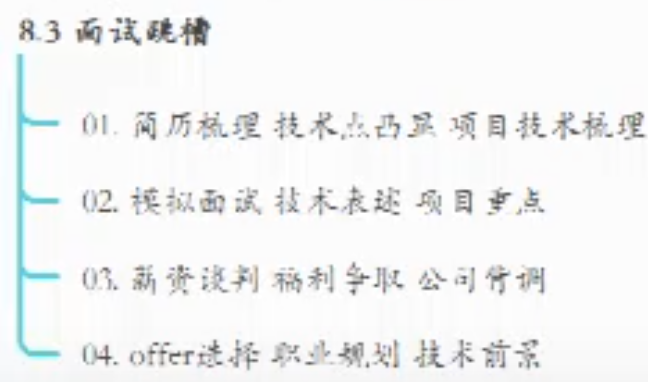 8.3 面试跳槽
01. 简历梳理 技术点凸显 项目技术梳理
02. 模拟面试 技术表述 项目重点
03. 薪资谈判 福利争取 公司背调
04. offer选择 职业规划 技术前景